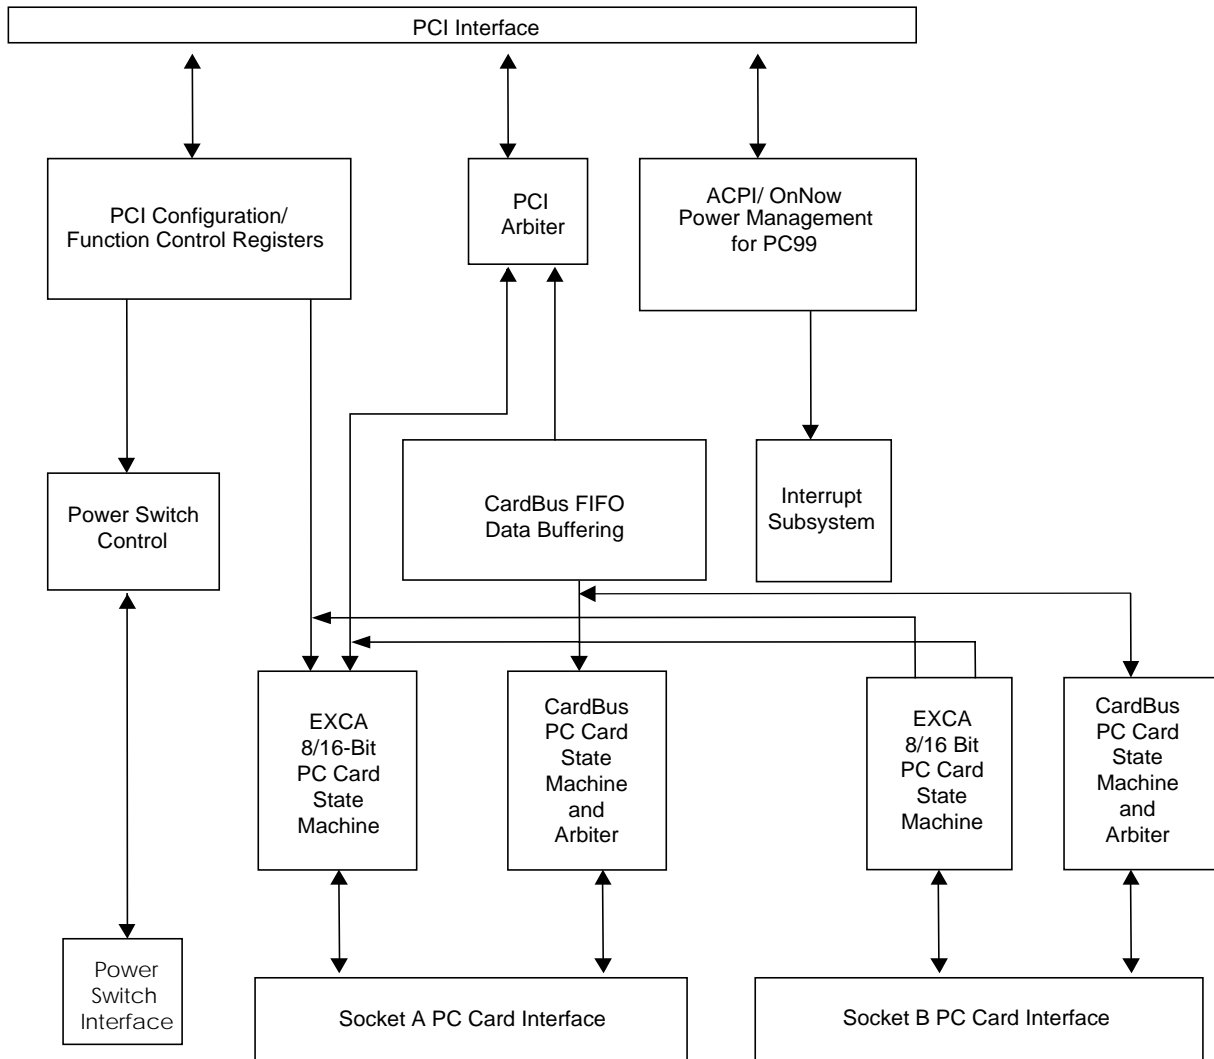 PCI Interface
PCI Configuration/
Function Control Registers
PCI
Arbiter
ACPI/ OnNow
Power Management
for PC99
Power Switch
Control
CardBus FIFO
Data Buffering
Interrupt
Subsystem
EXCA
8/16-Bit
PC Card
State
Machine
CardBus
PC Card
State
Machine
and
Arbiter
EXCA
8/16 Bit
PC Card
State
Machine
CardBus
PC Card
State
Machine
and
Arbiter
Power
Switch
Interface
Socket A PC Card Interface
Socket B PC Card Interface